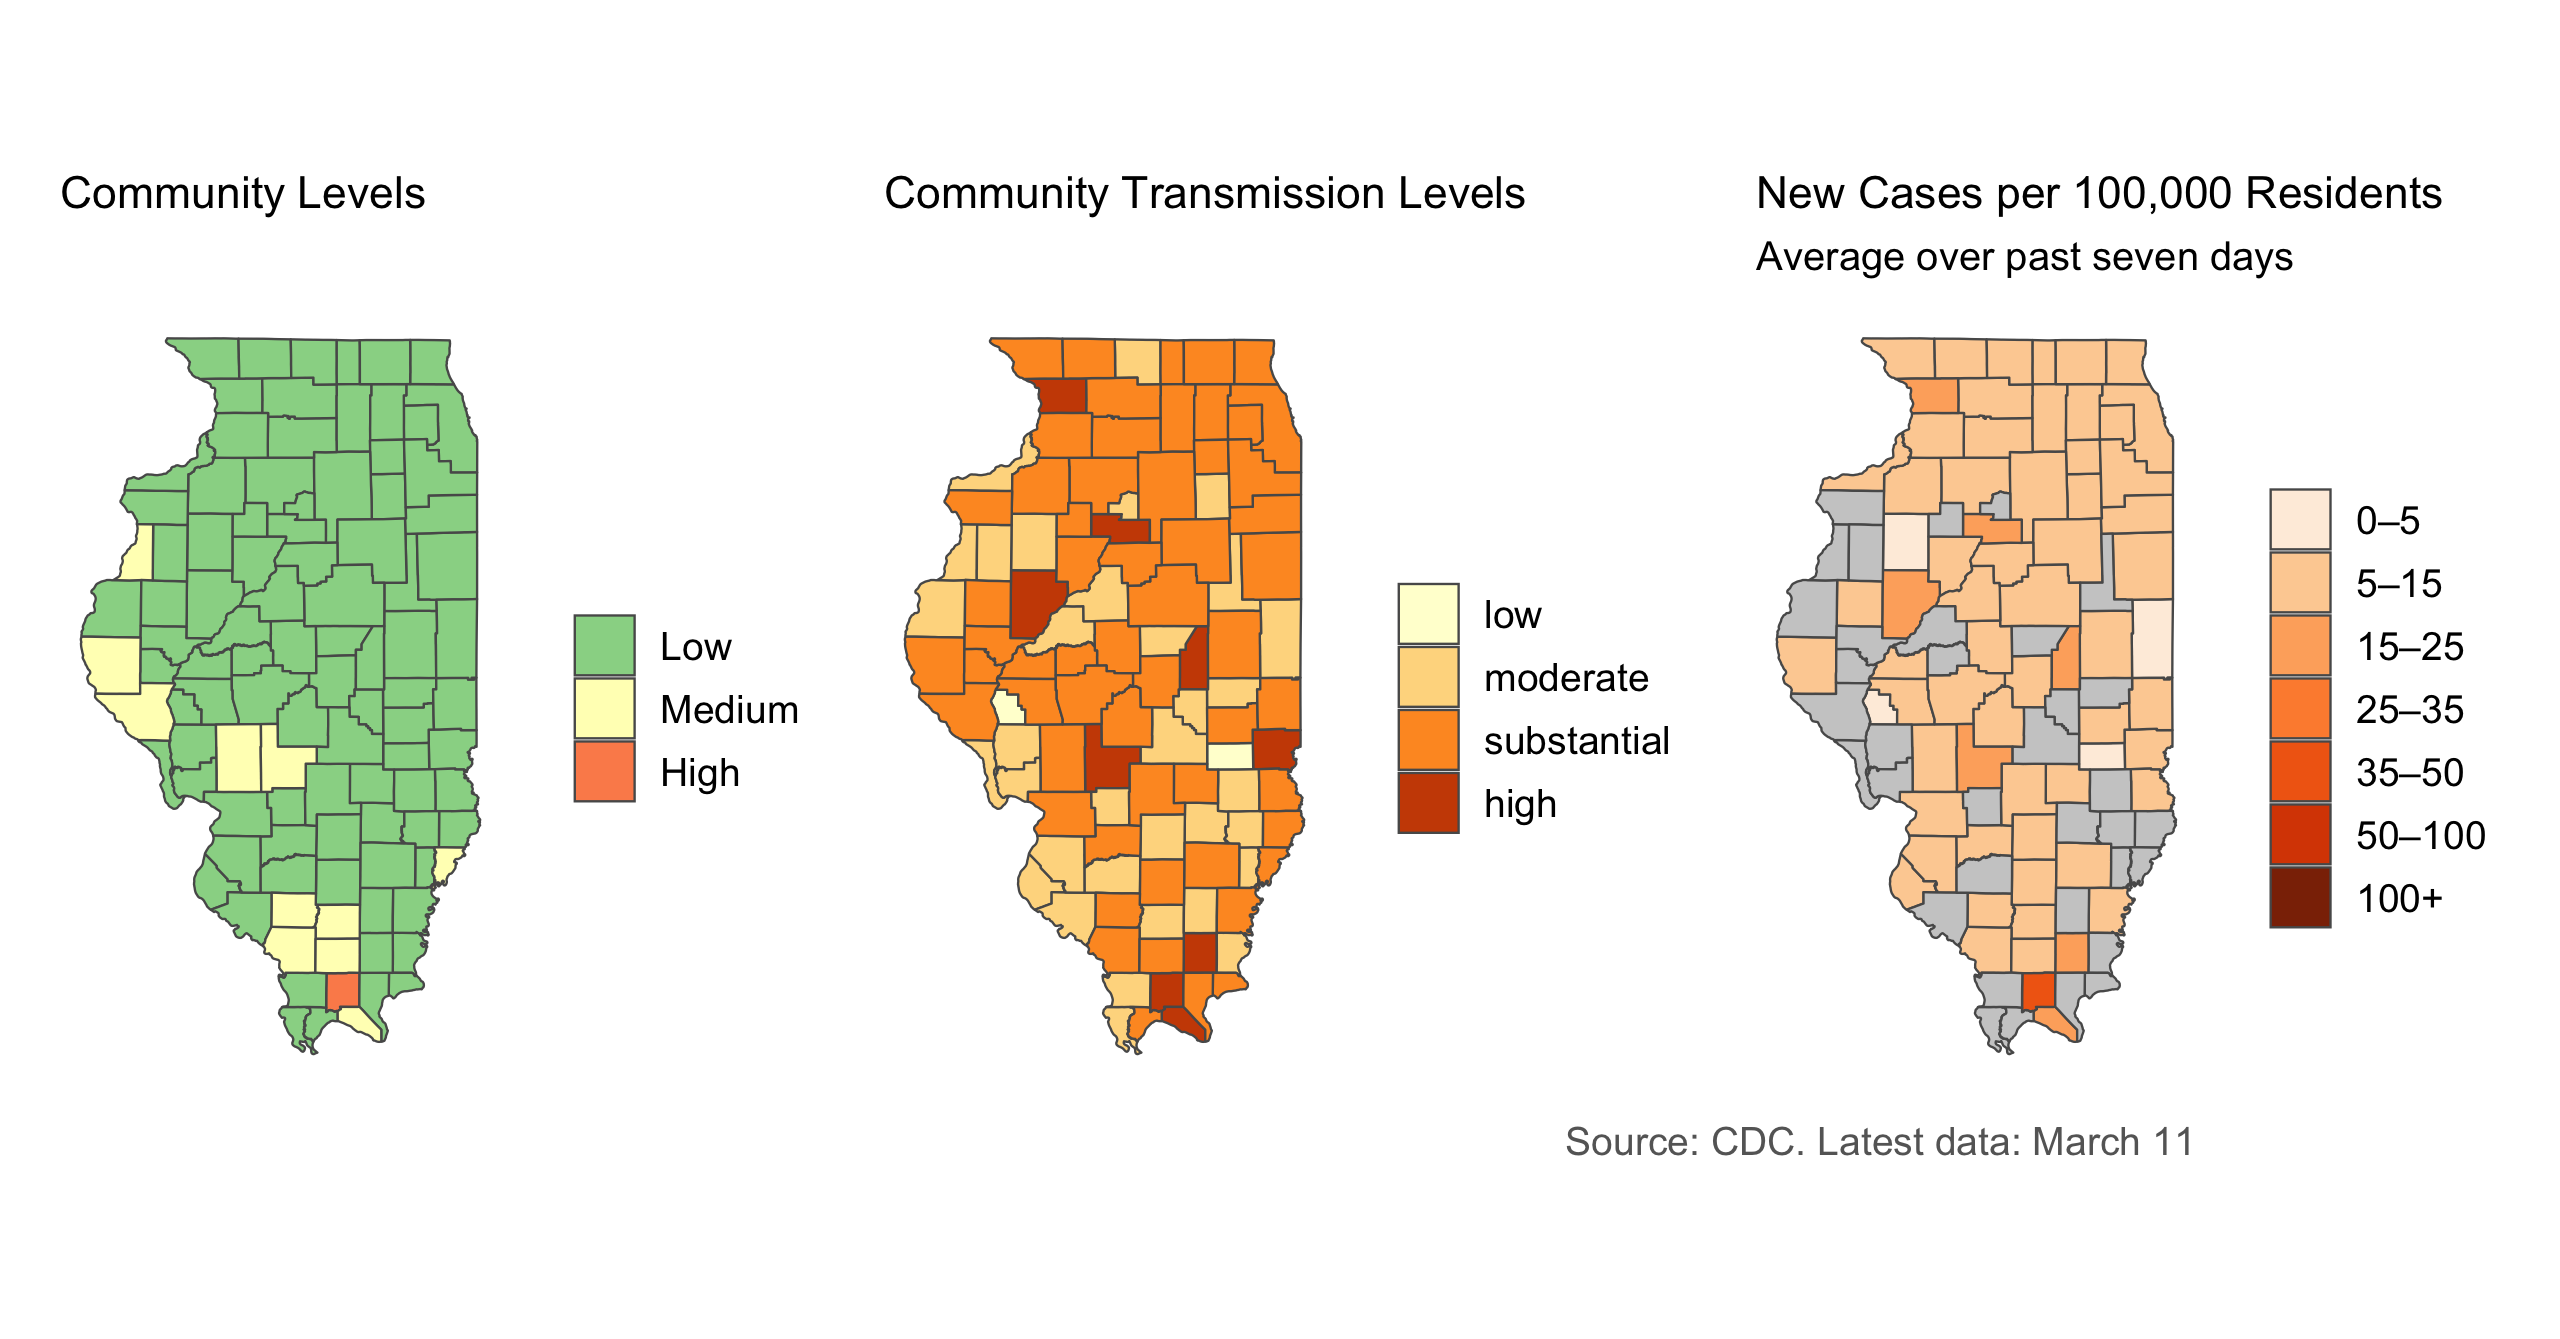 Community Levels
Low
Medium
High
Community Transmission Levels
low
moderate
substantial
high
New Cases per 100,000 Residents
Average over past seven days
0–5
5–15
15–25
25–35
35–50
50–100
100+
Source: CDC. Latest data: March 11